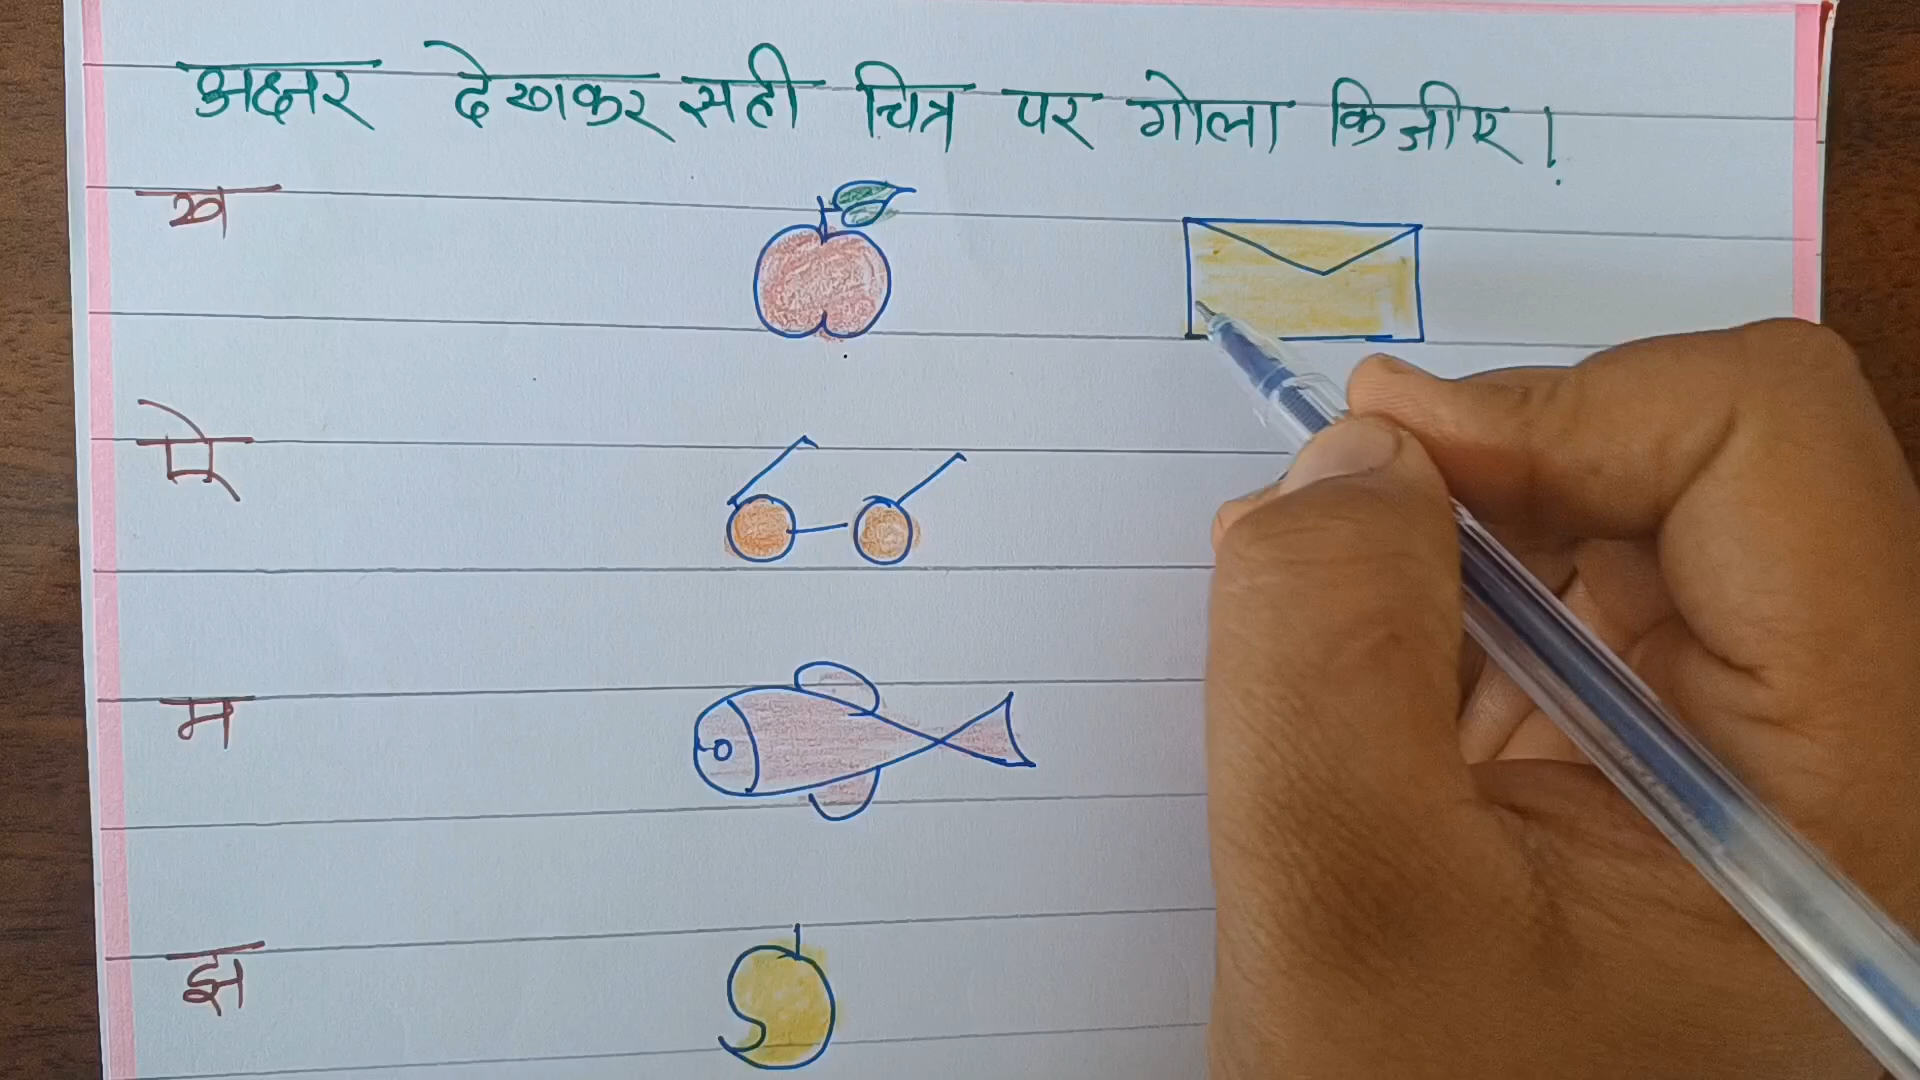 अक्षर देखकर सही चित्र पर गोला किजीए।
ख
ऐ
म
झ